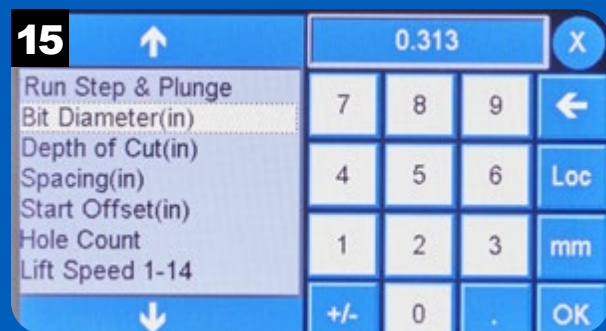 15
0.313
X
Run Step & Plunge
Bit Diameter(in)
Depth of Cut(in)
Spacing(in)
Start Offset(in)
Hole Count
Lift Speed 1-14
7 8 9
4 5 6 Loc
1 2 3 mm
+/- 0 . OK